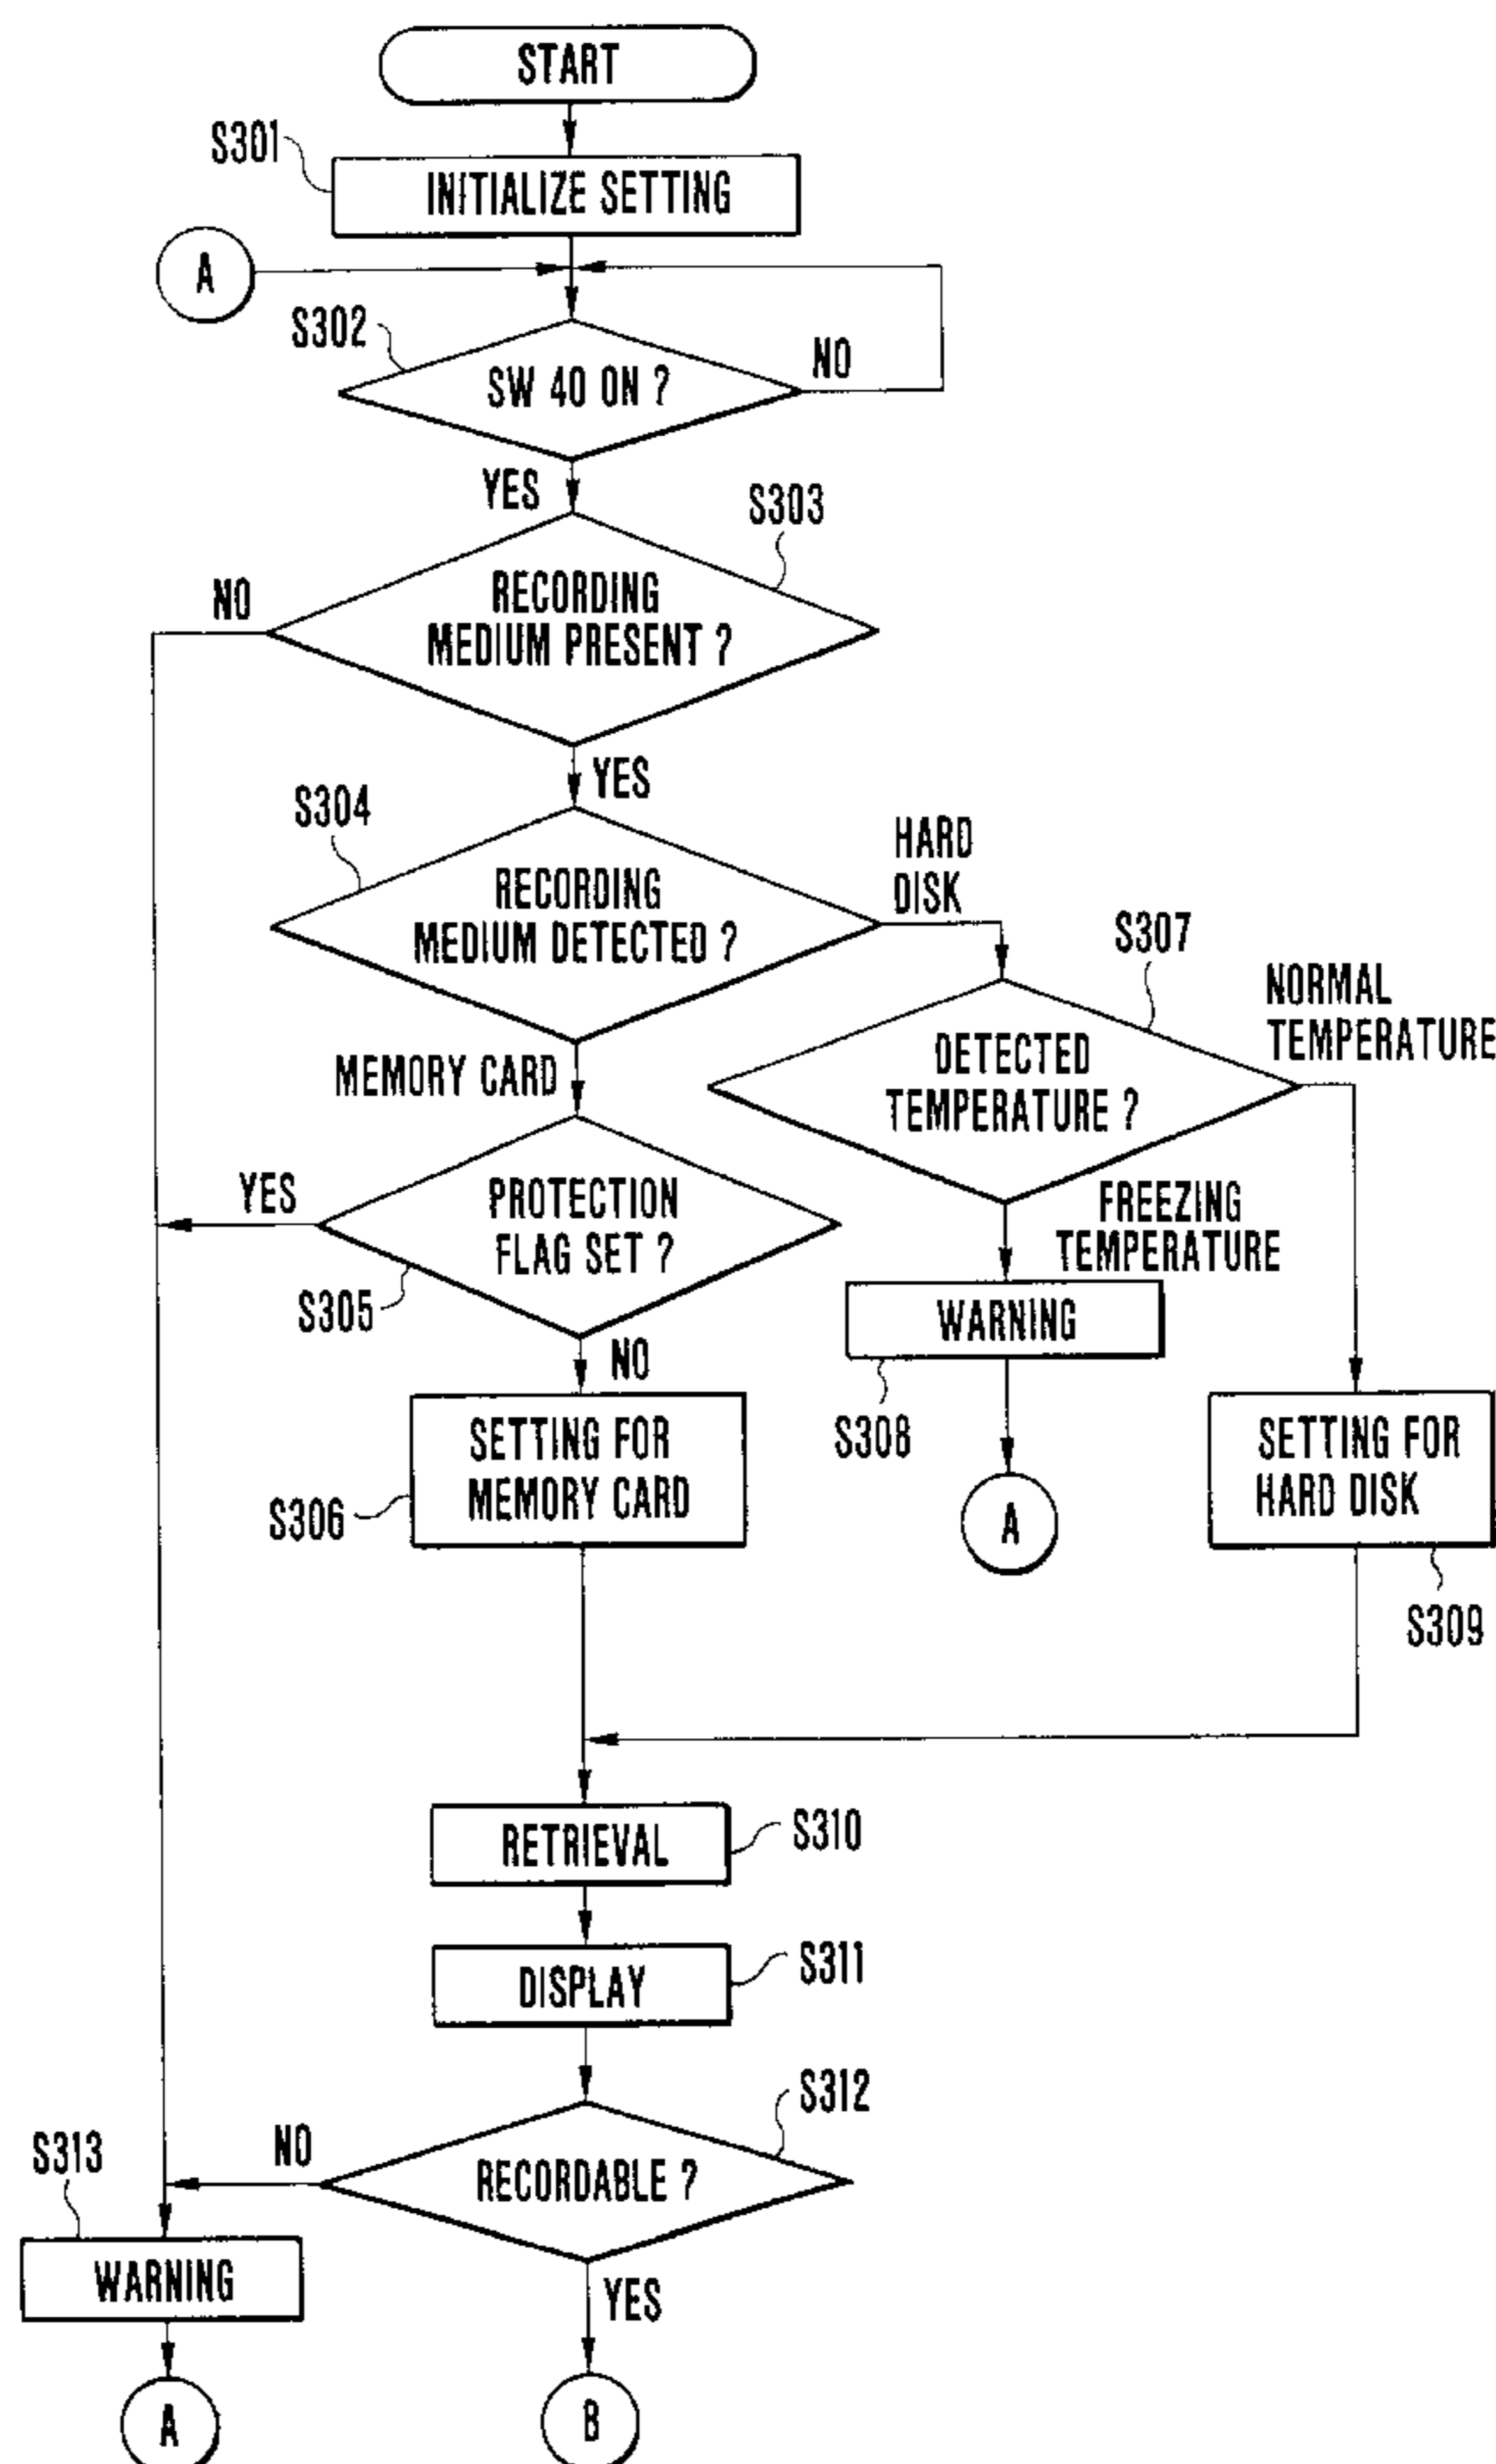 START
S301
INITIALIZE SETTING
A
S302
SW 40 ON ?
NO
YES
S303
NO
RECORDING
MEDIUM PRESENT ?
YES
S304
RECORDING
MEDIUM DETECTED ?
HARD
DISK
S307
NORMAL
TEMPERATURE
DETECTED
TEMPERATURE ?
MEMORY CARD
YES
PROTECTION
FLAG SET ?
S305
FREEZING
TEMPERATURE
WARNING
S308
A
NO
SETTING FOR
MEMORY CARD
S306
SETTING FOR
HARD DISK
S309
RETRIEVAL
S310
DISPLAY
S311
S312
RECORDABLE ?
NO
S313
WARNING
A
YES
B